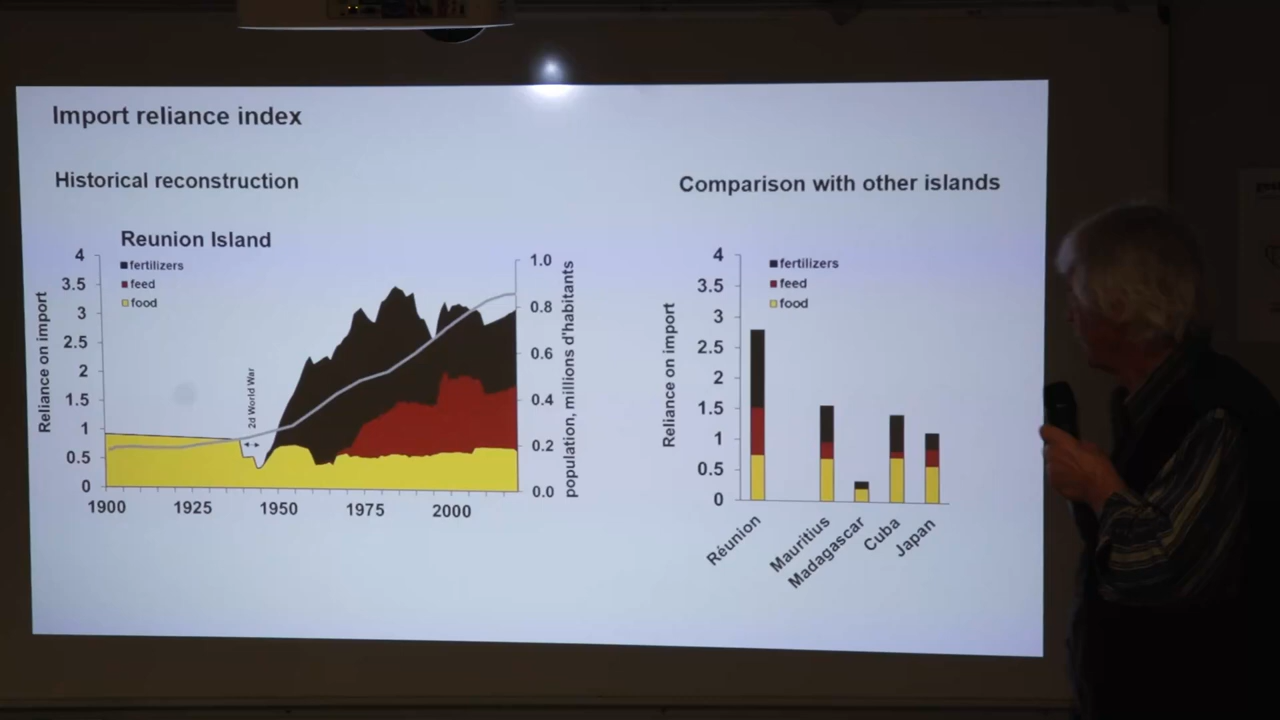 Import reliance index
Historical reconstruction
Reunion Island
fertilizers
feed
food
4
3.5
3
2.5
2
1.5
1
0.5
0
Reliance on import
2d World War
1.0
0.8
0.6
0.4
0.2
0.0
population, millions d'habitants
1900 1925 1950 1975 2000
Comparison with other islands
fertilizers
feed
food
4
3.5
3
2.5
2
1.5
1
0.5
0
Reliance on import
Réunion
Mauritius
Madagascar
Cuba
Japan